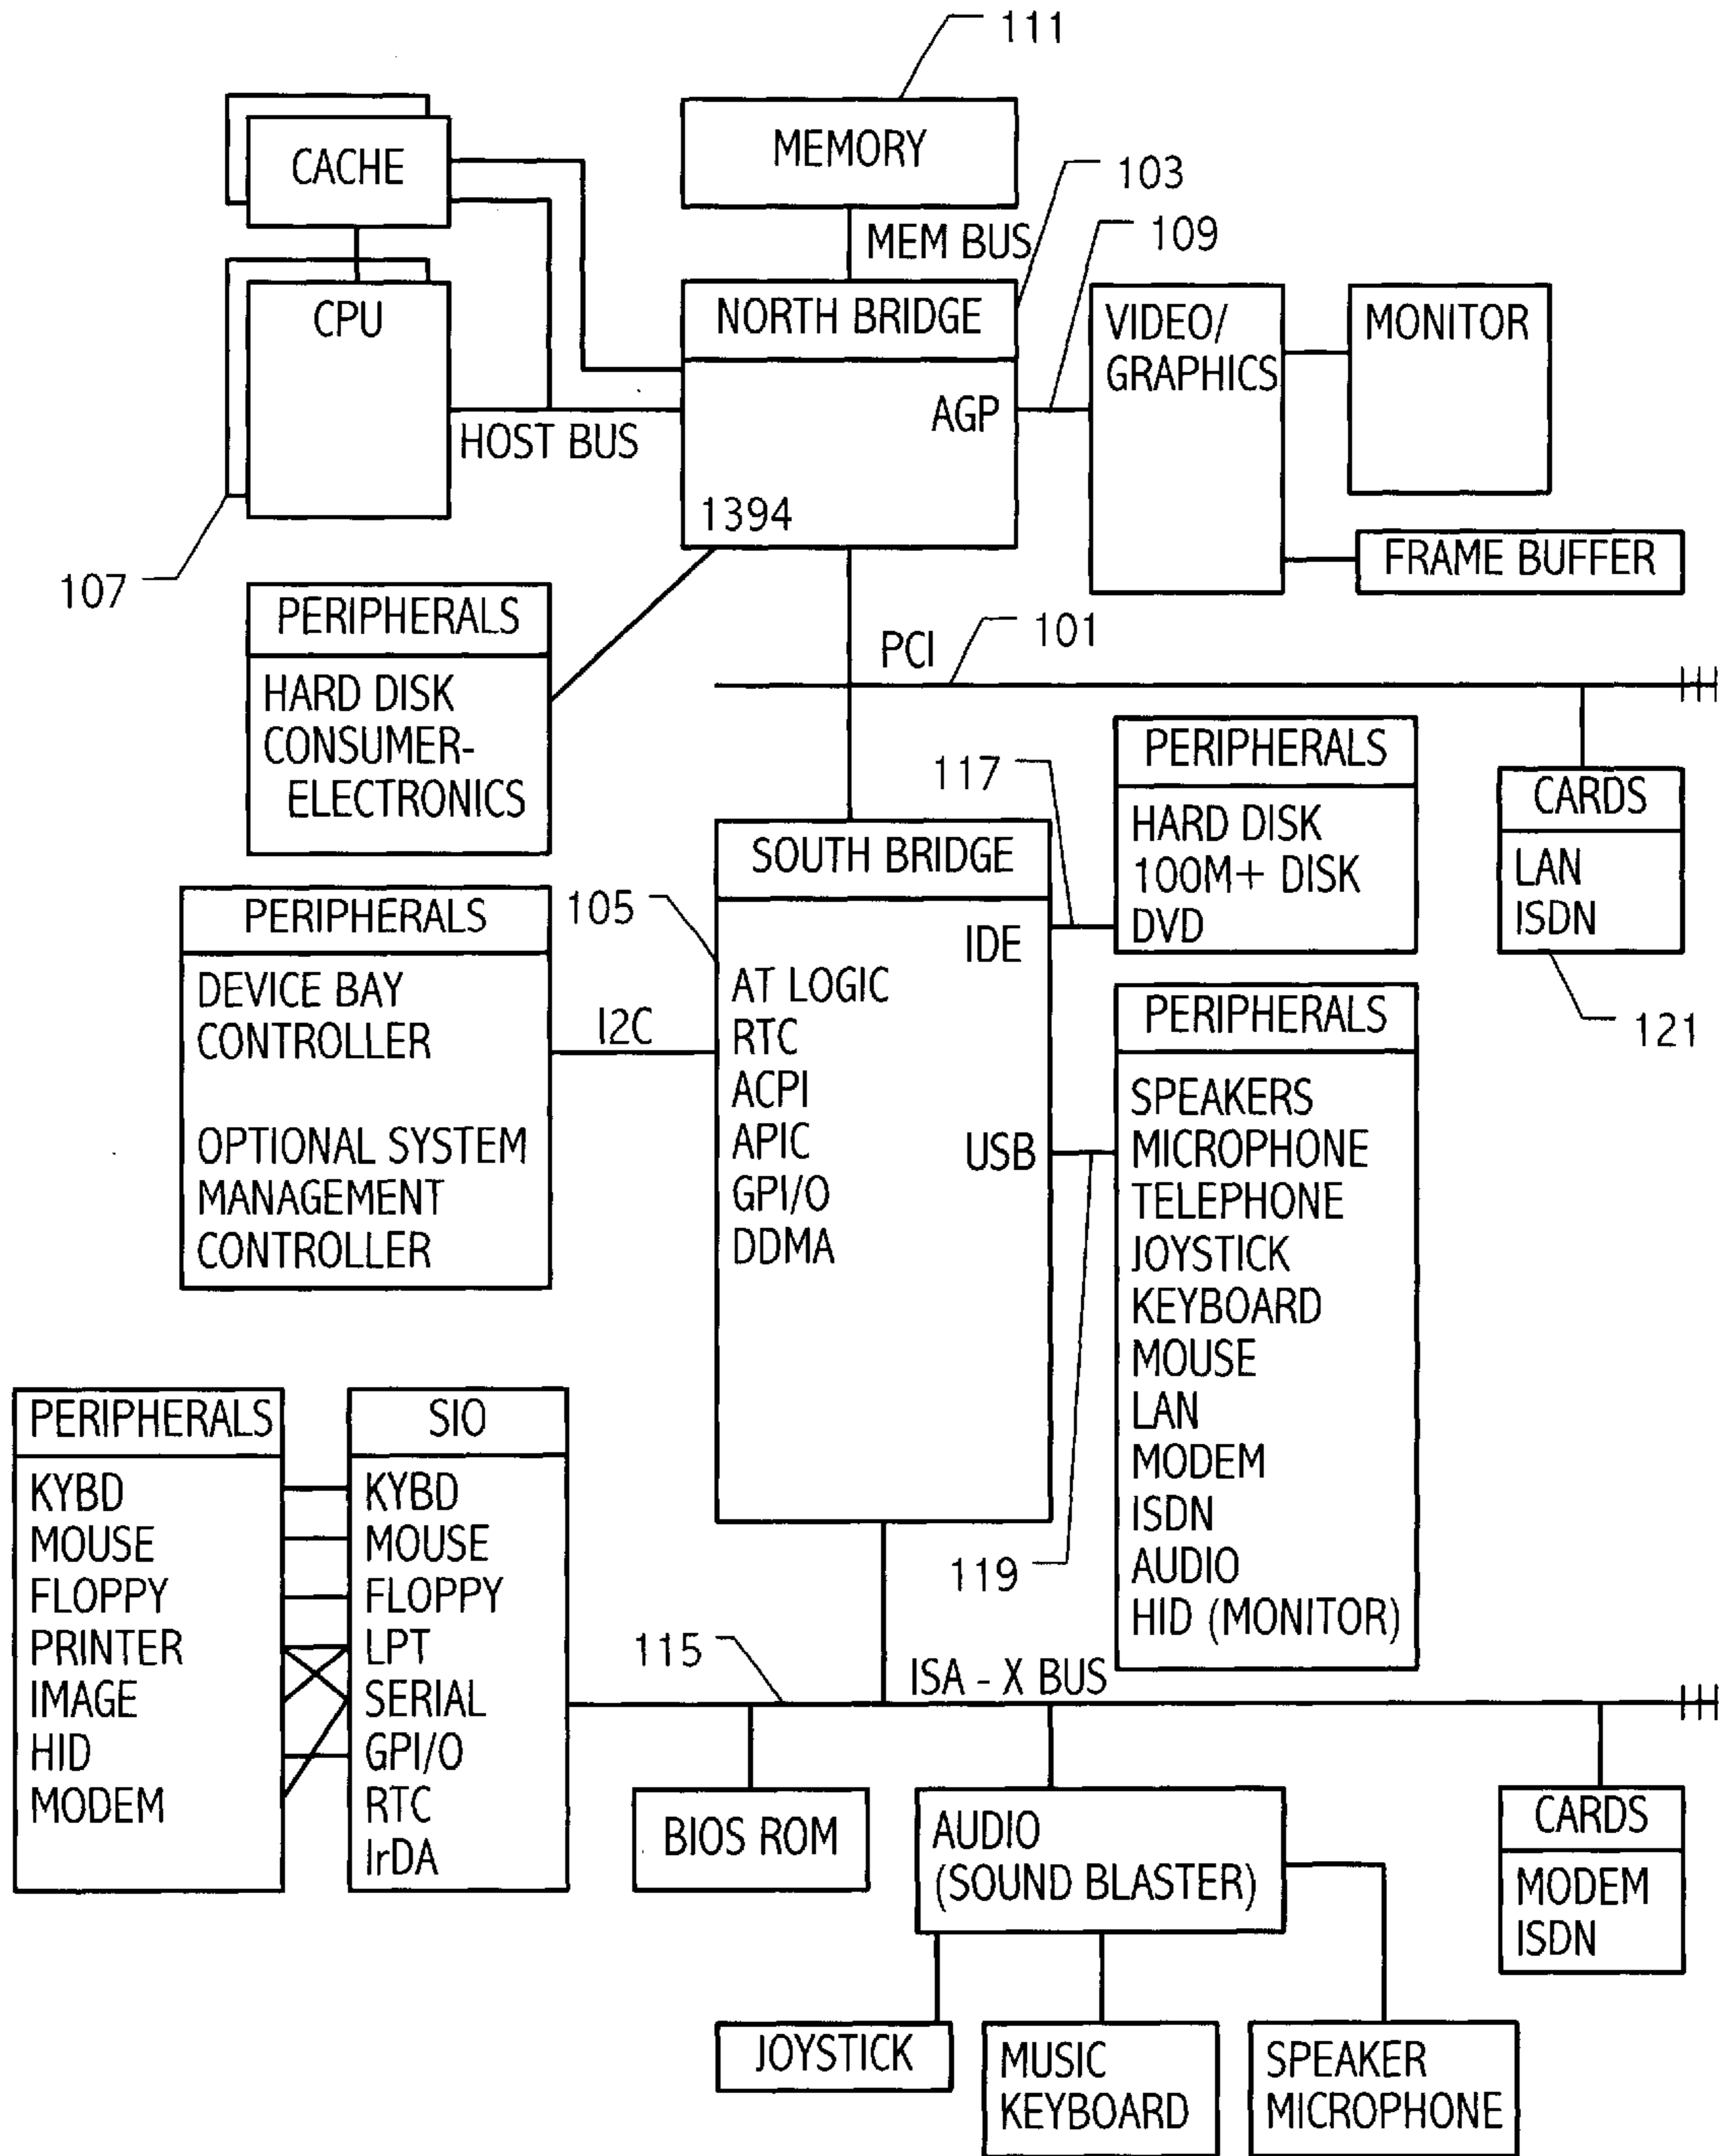 111
CACHE
MEMORY
103
MEM BUS
109
CPU
NORTH BRIDGE
VIDEO/
GRAPHICS
MONITOR
AGP
HOST BUS
1394
FRAME BUFFER
107
PERIPHERALS
HARD DISK
CONSUMER-
ELECTRONICS
PCI
101
117
PERIPHERALS
HARD DISK
100M+ DISK
DVD
CARDS
LAN
ISDN
121
SOUTH BRIDGE
105
IDE
AT LOGIC
RTC
ACPI
APIC
GPI/O
DDMA
USB
PERIPHERALS
DEVICE BAY
CONTROLLER
OPTIONAL SYSTEM
MANAGEMENT
CONTROLLER
I2C
PERIPHERALS
SPEAKERS
MICROPHONE
TELEPHONE
JOYSTICK
KEYBOARD
MOUSE
LAN
MODEM
ISDN
AUDIO
HID (MONITOR)
119
PERIPHERALS
KYBD
MOUSE
FLOPPY
PRINTER
IMAGE
HID
MODEM
SIO
KYBD
MOUSE
FLOPPY
LPT
SERIAL
GPI/O
RTC
IrDA
115
ISA - X BUS
BIOS ROM
AUDIO
(SOUND BLASTER)
CARDS
MODEM
ISDN
JOYSTICK
MUSIC
KEYBOARD
SPEAKER
MICROPHONE